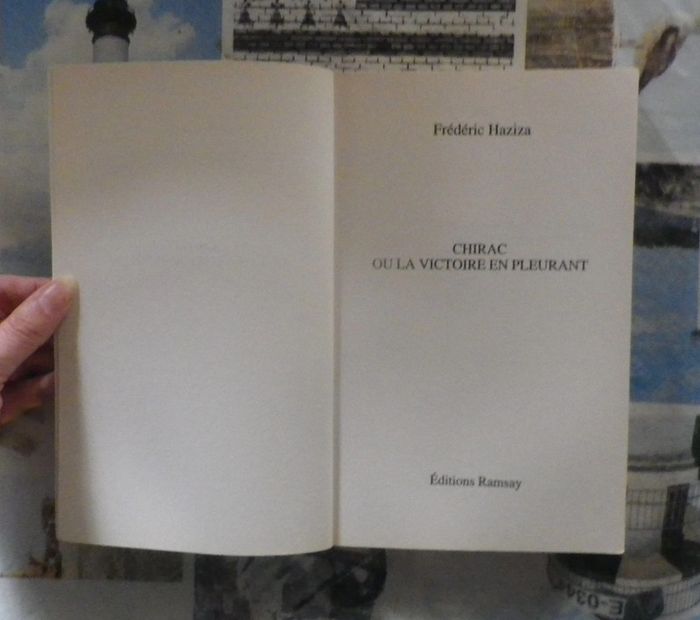 Frédéric Haziza
CHIRAC
OU LA VICTOIRE EN PLEURANT
Éditions Ramsay